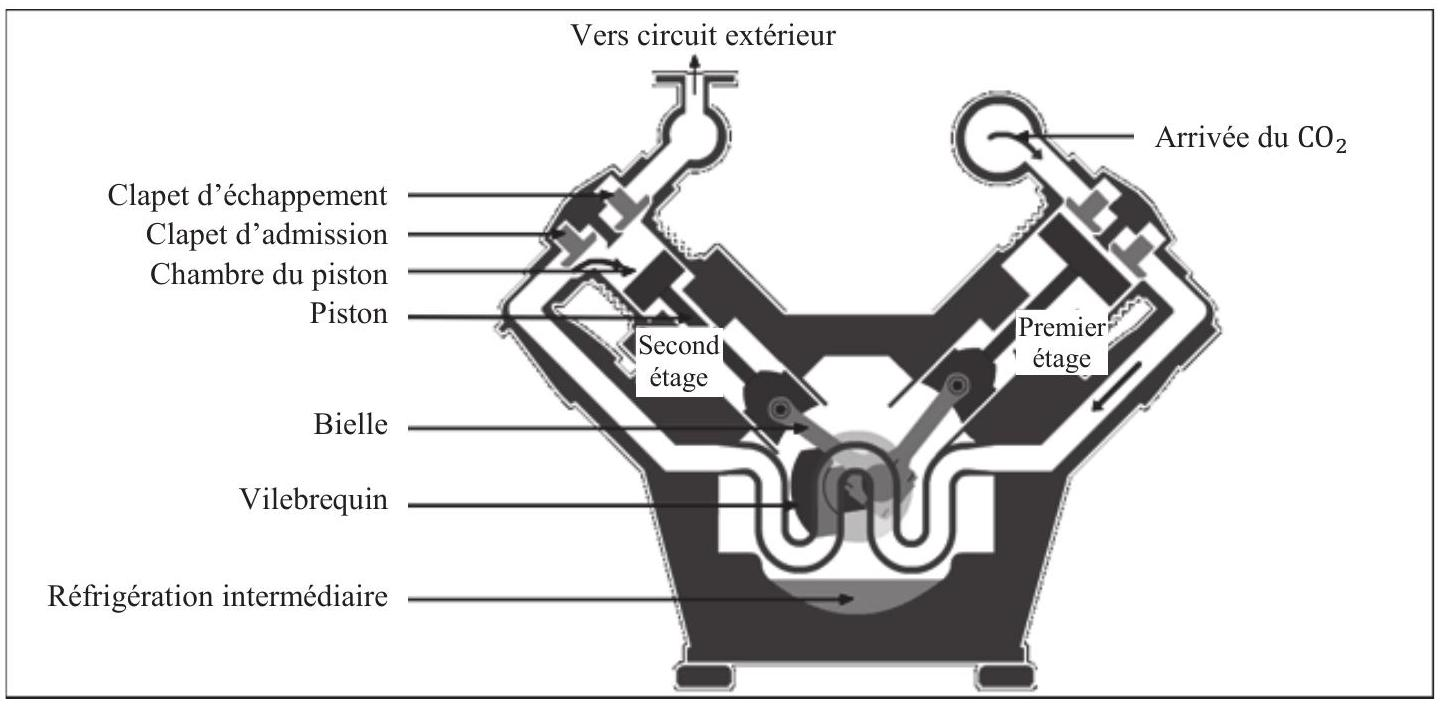 Vers circuit extérieur
Arrivée du CO₂
Clapet d'échappement
Clapet d'admission
Chambre du piston
Piston
Premier
étage
Second
étage
Bielle
Vilebrequin
Réfrigération intermédiaire